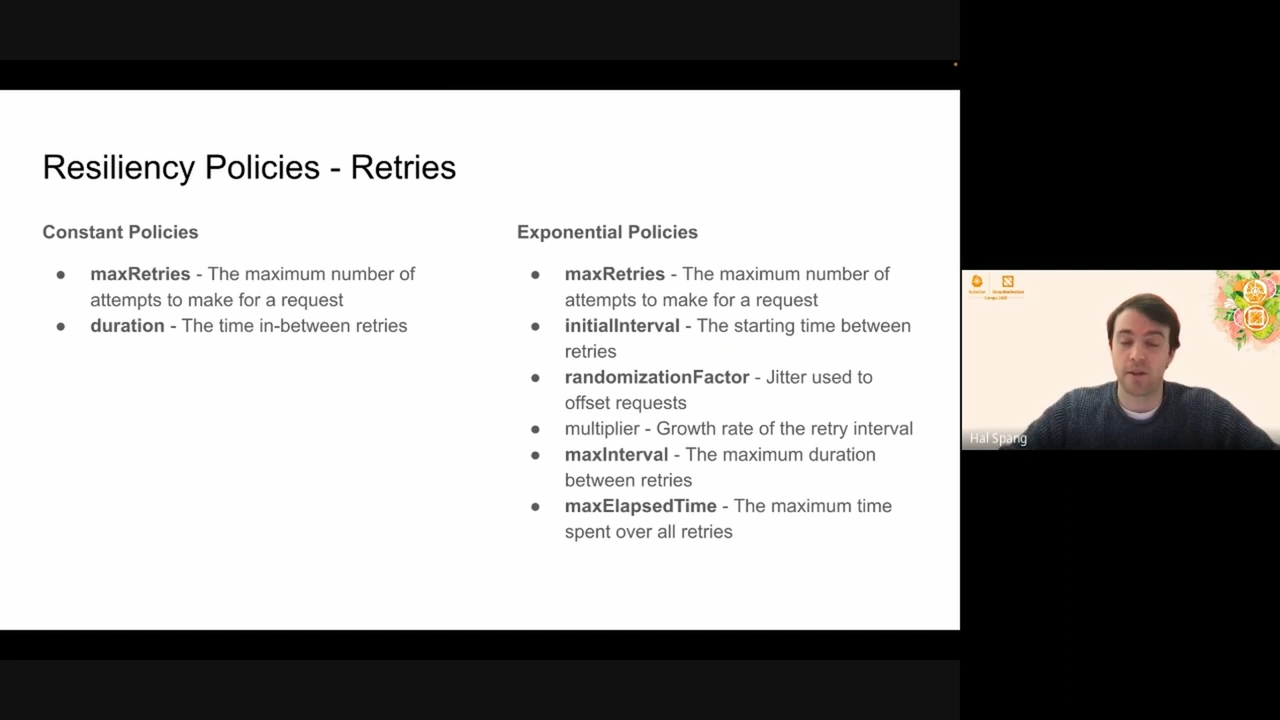 Resiliency Policies - Retries
Constant Policies
● maxRetries - The maximum number of
attempts to make for a request
● duration - The time in-between retries
Exponential Policies
● maxRetries - The maximum number of
attempts to make for a request
● initialInterval - The starting time between
retries
● randomizationFactor - Jitter used to
offset requests
● multiplier - Growth rate of the retry interval
● maxInterval - The maximum duration
between retries
● maxElapsedTime - The maximum time
spent over all retries
Hal Spang